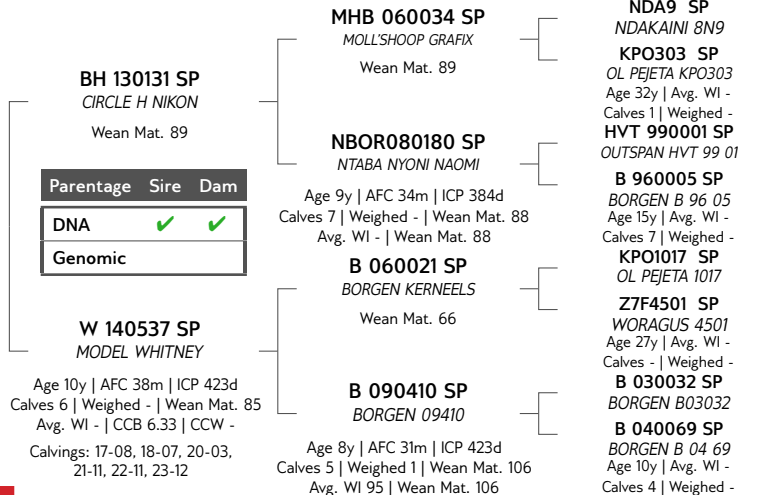 BH 130131 SP
CIRCLE H NIKON
Wean Mat. 89
Parentage Sire Dam
DNA ✔ ✔
Genomic
W 140537 SP
MODEL WHITNEY
Age 10y | AFC 38m | ICP 423d
Calves 6 | Weighed - | Wean Mat. 85
Avg. WI - | CCB 6.33 | CCW -
Calvings: 17-08, 18-07, 20-03,
21-11, 22-11, 23-12
MHB 060034 SP
MOLL'SHOOP GRAFIX
Wean Mat. 89
NBOR080180 SP
NTABA NYONI NAOMI
Age 9y | AFC 34m | ICP 384d
Calves 7 | Weighed - | Wean Mat. 88
Avg. WI - | Wean Mat. 88
B 060021 SP
BORGEN KERNEELS
Wean Mat. 66
B 090410 SP
BORGEN 09410
Age 8y | AFC 31m | ICP 423d
Calves 5 | Weighed 1 | Wean Mat. 106
Avg. WI 95 | Wean Mat. 106
NDA9 SP
NDAKAINI 8N9
KPO303 SP
OL PEJETA KPO303
Age 32y | Avg. WI -
Calves 1 | Weighed -
HVT 990001 SP
OUTSPAN HVT 99 01
B 960005 SP
BORGEN B 96 05
Age 15y | Avg. WI -
Calves 7 | Weighed -
KPO1017 SP
OL PEJETA 1017
Z7F4501 SP
WORAGUS 4501
Age 27y | Avg. WI -
Calves - | Weighed -
B 030032 SP
BORGEN B03032
B 040069 SP
BORGEN B 04 69
Age 10y | Avg. WI -
Calves 4 | Weighed -